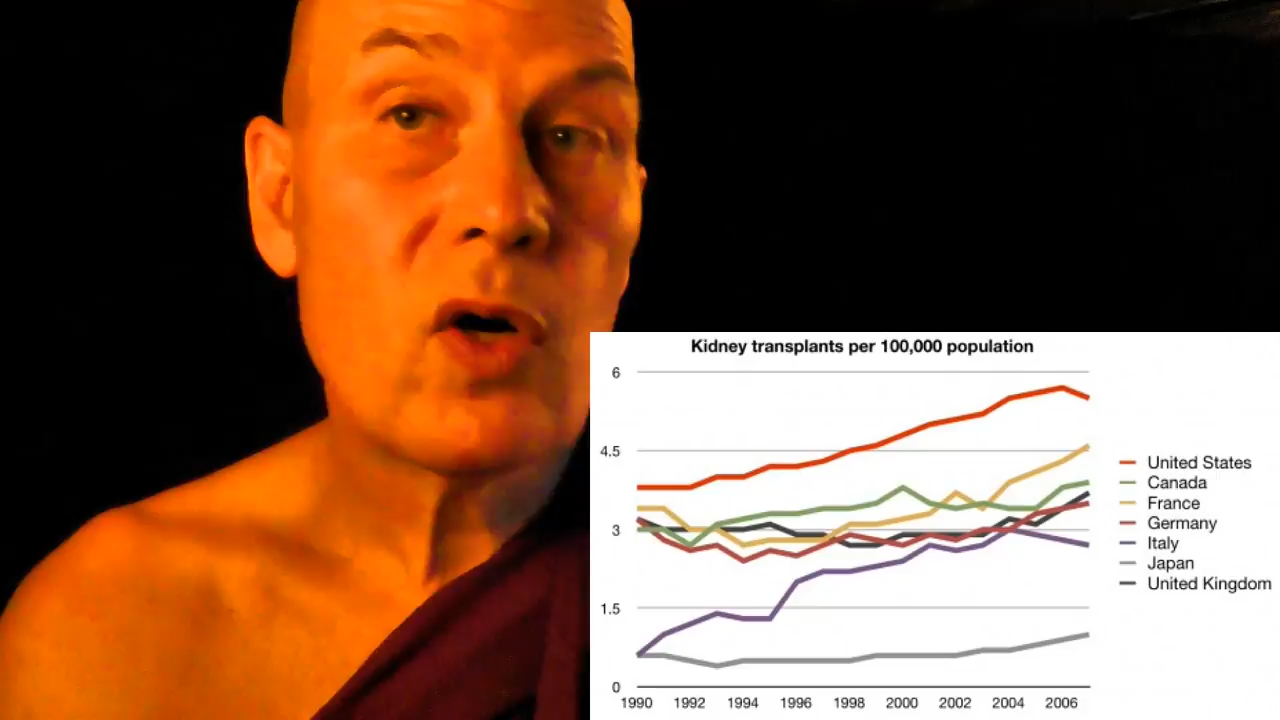 Kidney transplants per 100,000 population
6
4.5
3
1.5
0
1990 1992 1994 1996 1998 2000 2002 2004 2006
United States
Canada
France
Germany
Italy
Japan
United Kingdom